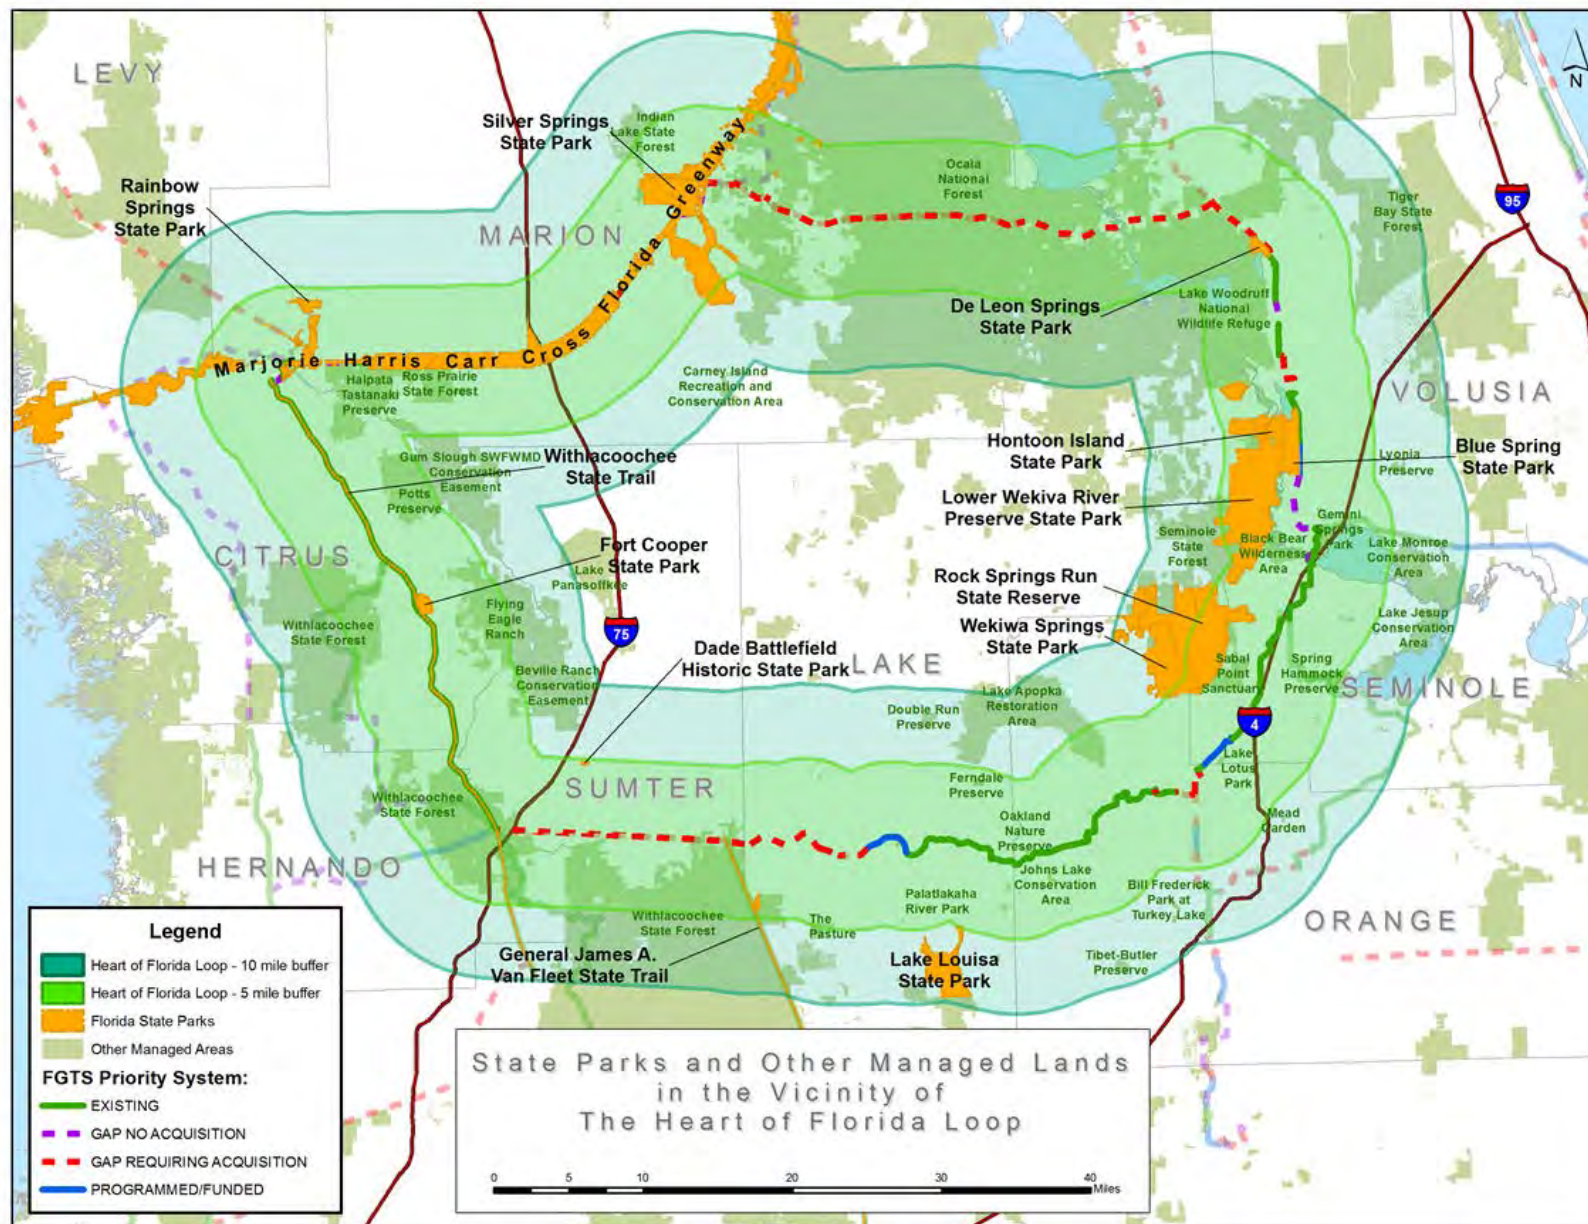 LEVY
N
Silver Springs
State Park
Indian
Lake State
Forest
Ocala
National
Forest
95
Rainbow
Springs
State Park
Tiger
Bay State
Forest
MARION
De Leon Springs
State Park
Lake Woodruff
National
Wildlife Refuge
Marjorie Harris Carr Cross Florida Greenway
Halpata
Tastanaki
Preserve
Ross Prairie
State Forest
Carney Island
Recreation and
Conservation Area
VOLUSIA
Gum Slough SWFWMD
Conservation
Easement
Withlacoochee
State Trail
Hontoon Island
State Park
Blue Spring
State Park
Lyonia
Preserve
Potts
Preserve
Lower Wekiva River
Preserve State Park
Gemini
Springs
Park
CITRUS
Fort Cooper
State Park
Lake
Panasoffkee
Seminole
State
Forest
Black Bear
Wilderness
Area
Lake Monroe
Conservation
Area
Rock Springs Run
State Reserve
Flying
Eagle
Ranch
Withlacoochee
State Forest
75
Wekiwa Springs
State Park
Lake Jesup
Conservation
Area
Dade Battlefield
Historic State Park
LAKE
Beville Ranch
Conservation
Easement
Sabal
Point
Sanctuary
Spring
Hammock
Preserve
SEMINOLE
Lake Apopka
Restoration
Area
Double Run
Preserve
4
SUMTER
Lake
Lotus
Park
Ferndale
Preserve
Withlacoochee
State Forest
Oakland
Nature
Preserve
Mead
Garden
HERNANDO
Johns Lake
Conservation
Area
Palatlakaha
River Park
Bill Frederick
Park at
Turkey Lake
ORANGE
Withlacoochee
State Forest
The
Pasture
General James A.
Van Fleet State Trail
Lake Louisa
State Park
Tibet-Butler
Preserve
Legend
Heart of Florida Loop - 10 mile buffer
Heart of Florida Loop - 5 mile buffer
Florida State Parks
Other Managed Areas
FGTS Priority System:
EXISTING
GAP NO ACQUISITION
GAP REQUIRING ACQUISITION
PROGRAMMED/FUNDED
State Parks and Other Managed Lands
in the Vicinity of
The Heart of Florida Loop
0 5 10 20 30 40
Miles